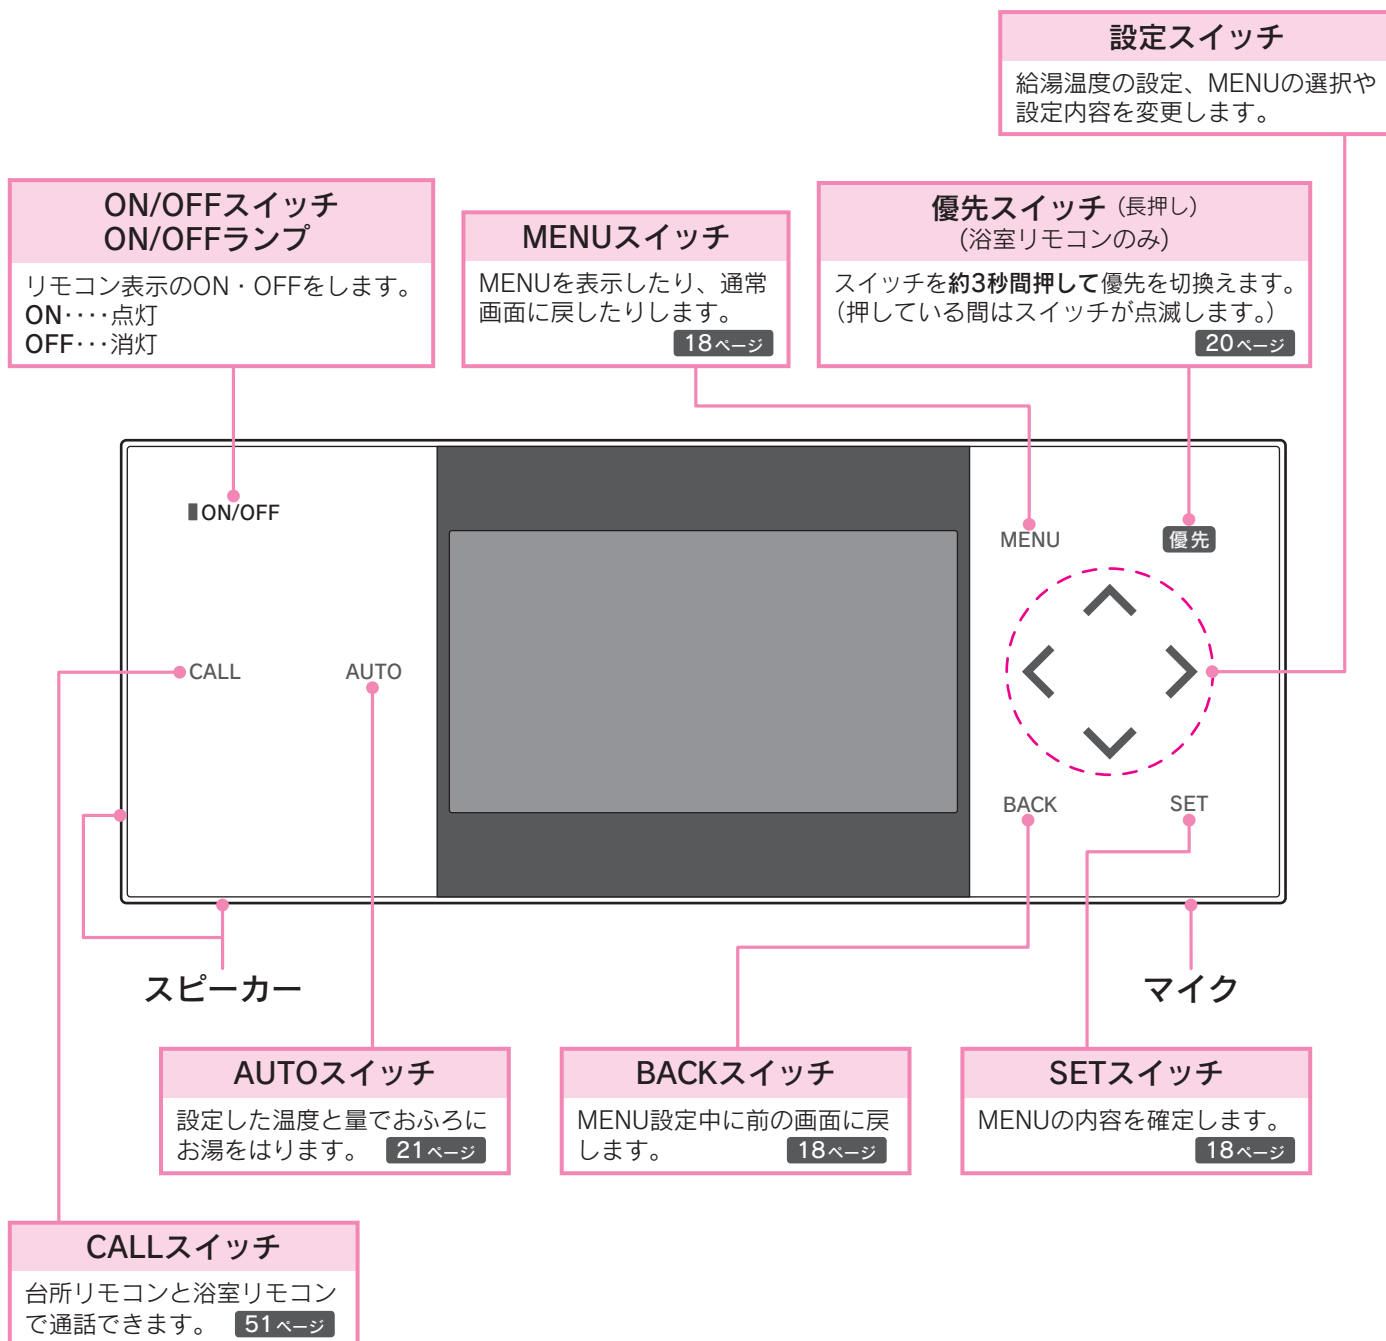 設定スイッチ
給湯温度の設定、MENUの選択や
設定内容を変更します。
ON/OFFスイッチ
ON/OFFランプ
リモコン表示のON・OFFをします。
ON････点灯
OFF･･･消灯
MENUスイッチ
MENUを表示したり、通常
画面に戻したりします。
18ページ
優先スイッチ (長押し)
(浴室リモコンのみ)
スイッチを約3秒間押して優先を切換えます。
(押している間はスイッチが点滅します。)
20ページ
ON/OFF
MENU
優先
CALL
AUTO
BACK
SET
スピーカー
マイク
AUTOスイッチ
設定した温度と量でおふろに
お湯をはります。 21ページ
BACKスイッチ
MENU設定中に前の画面に戻
します。 18ページ
SETスイッチ
MENUの内容を確定します。
18ページ
CALLスイッチ
台所リモコンと浴室リモコン
で通話できます。 51ページ